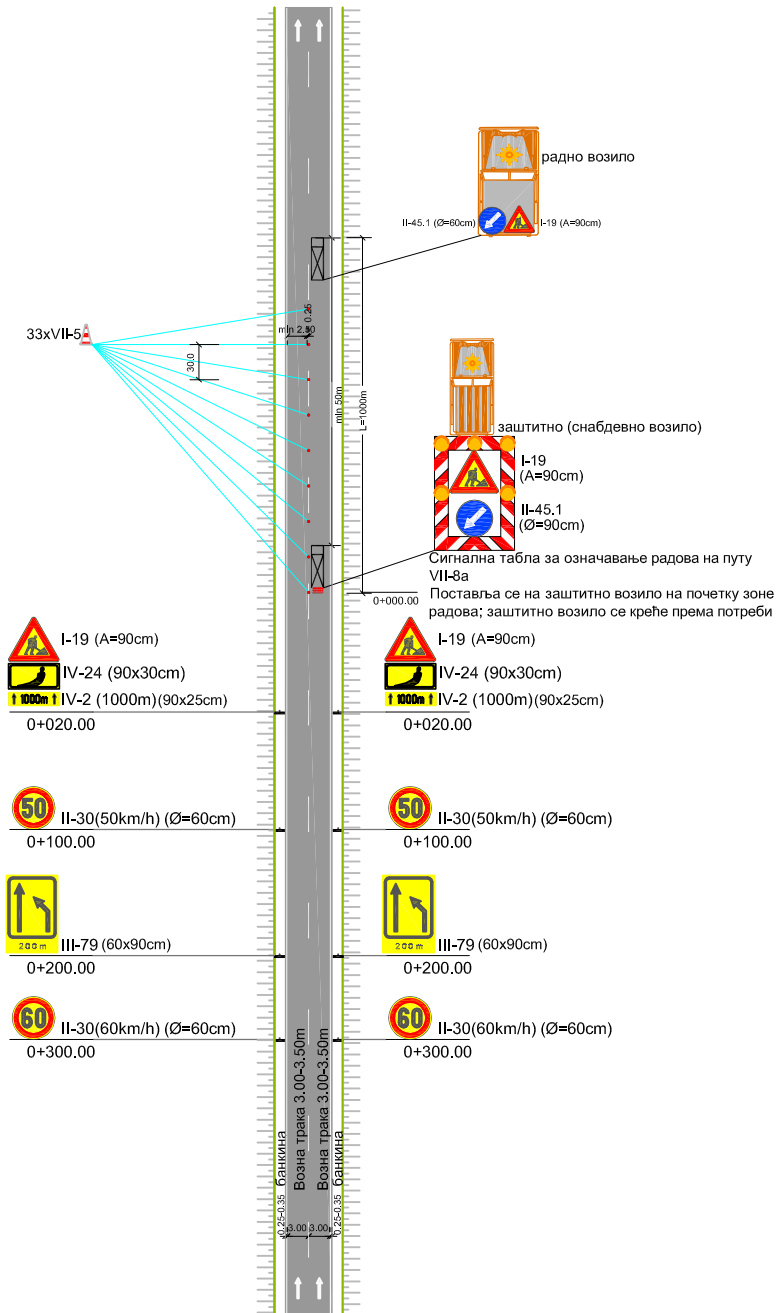 радно возило
II-45.1 (Ø=60cm)
I-19 (A=90cm)
33xVII-5
min 2.80
0.25
30.0
min 50m
L=1000m
заштитно (снабдевно возило)
I-19
(A=90cm)
II-45.1
(Ø=90cm)
Сигнална табла за означавање радова на путу
VII-8a
Поставља се на заштитно возило на почетку зоне
радова; заштитно возило се креће према потреби
0+000.00
I-19 (A=90cm)
IV-24 (90x30cm)
1000m
IV-2 (1000m)(90x25cm)
0+020.00
I-19 (A=90cm)
IV-24 (90x30cm)
1000m
IV-2 (1000m)(90x25cm)
0+020.00
50
II-30(50km/h) (Ø=60cm)
0+100.00
50
II-30(50km/h) (Ø=60cm)
0+100.00
200 m
III-79 (60x90cm)
0+200.00
200 m
III-79 (60x90cm)
0+200.00
60
II-30(60km/h) (Ø=60cm)
0+300.00
60
II-30(60km/h) (Ø=60cm)
0+300.00
0.25-0.35
банкина
Возна трака 3.00-3.50m
Возна трака 3.00-3.50m
0.25-0.35
банкина
3.00
3.00